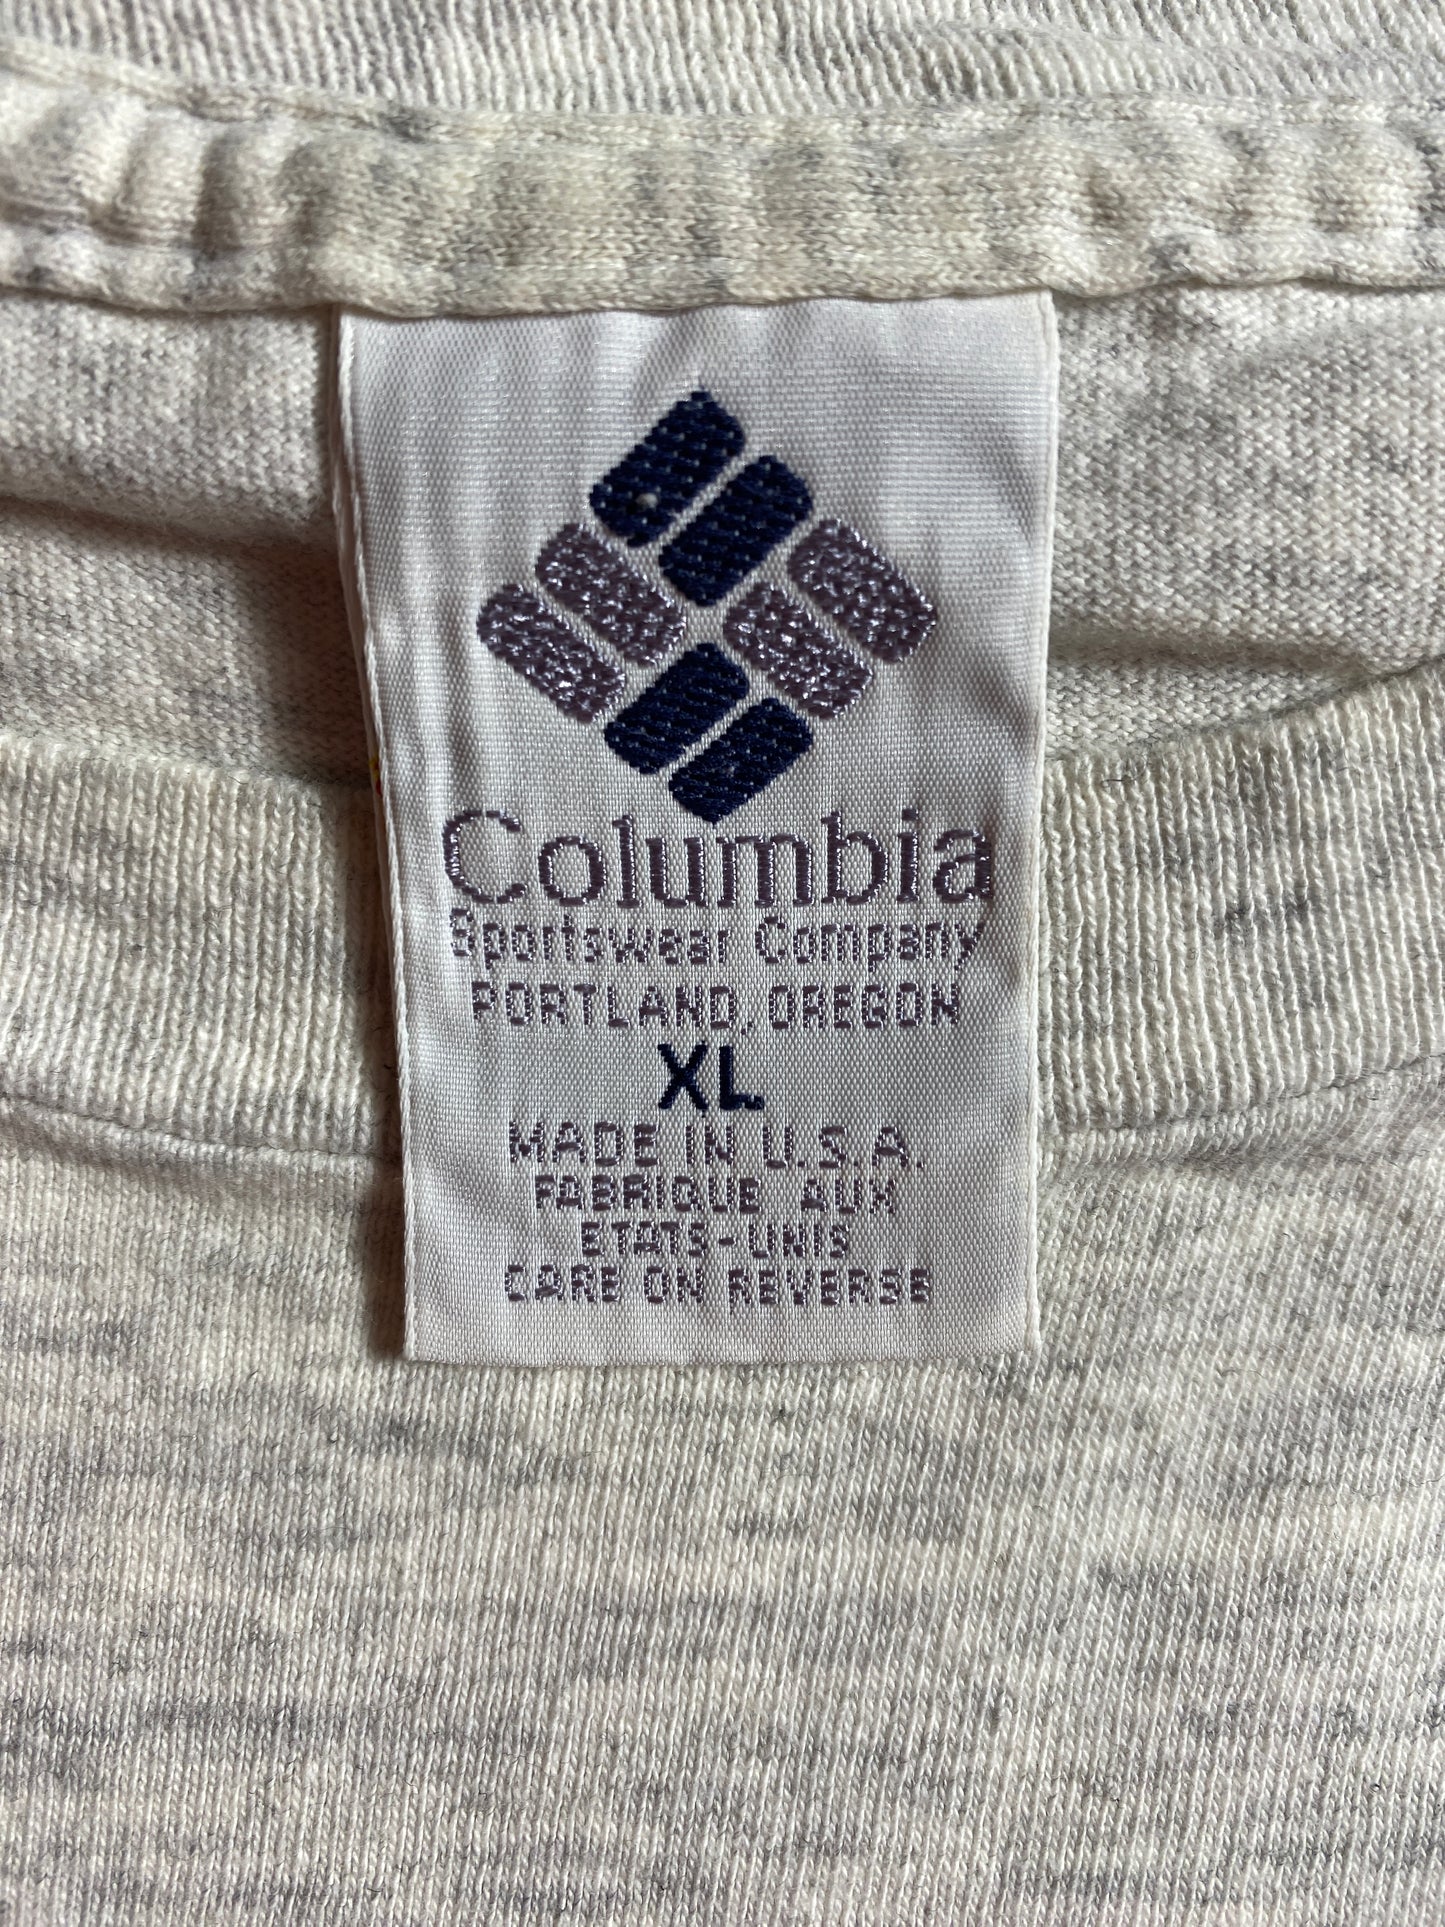 Columbia
Sportswear Company
PORTLAND, OREGON
XL
MADE IN U.S.A.
FABRIQUE AUX
ETATS-UNIS
CARE ON REVERSE